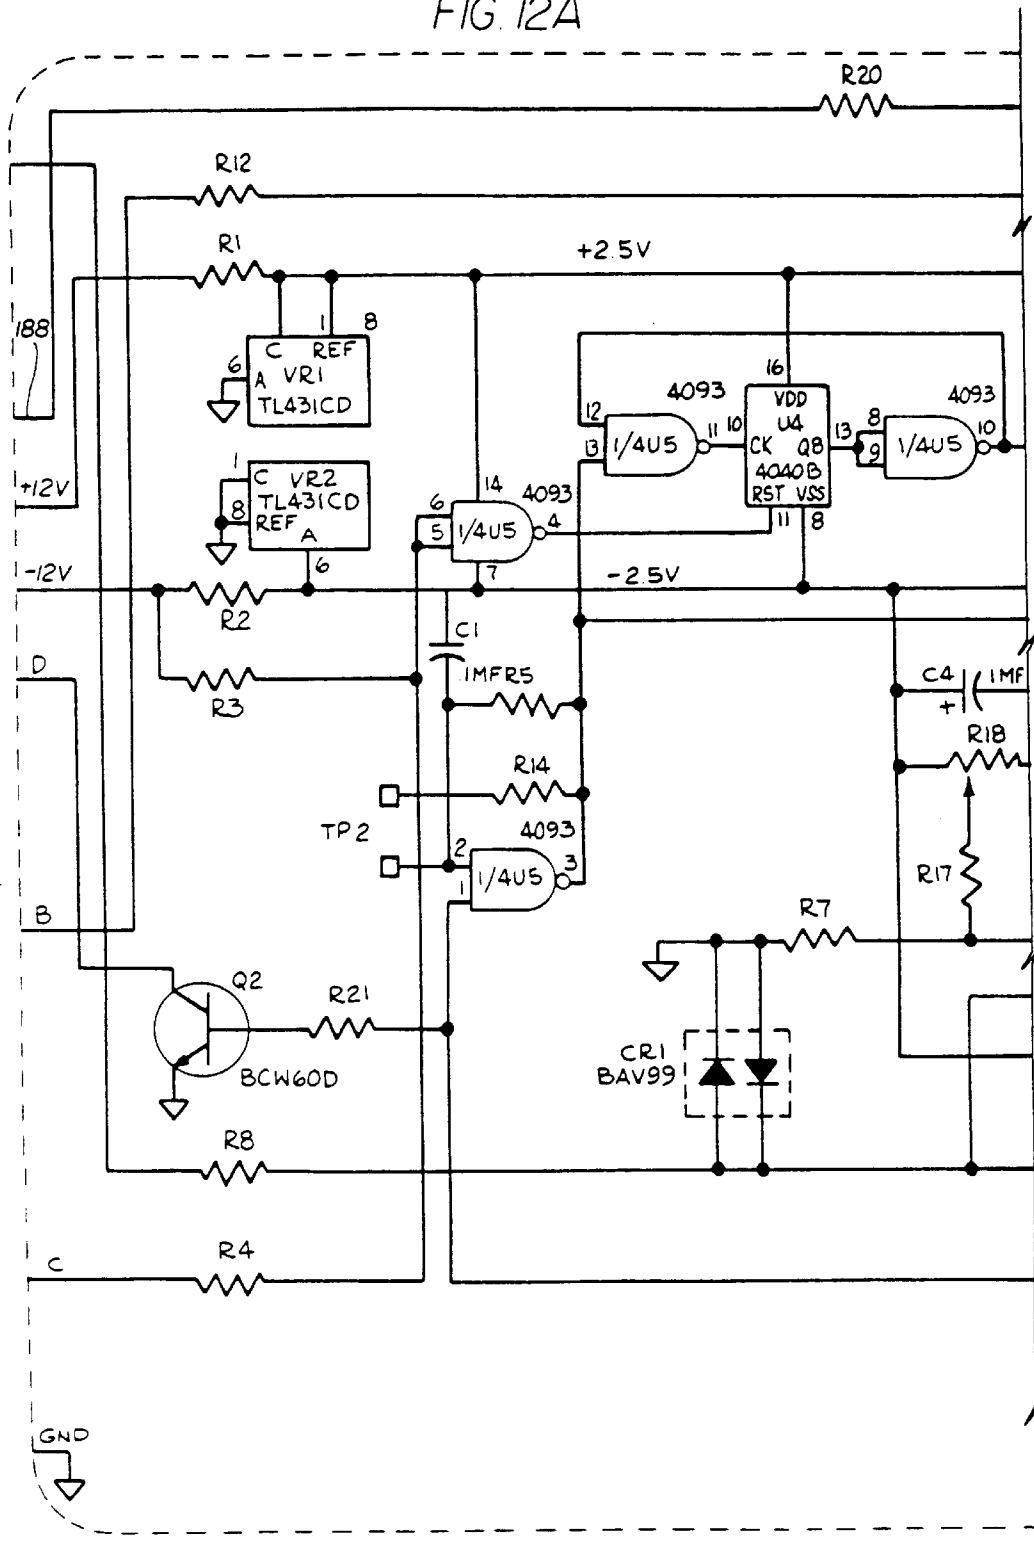 FIG. 12A
R20
R12
R1
+2.5V
188
1
8
C REF
6
A VR1
TL431CD
4093
16
VDD
U4
4093
12
13
1/4U5
11
10
CK Q8
4040B
RST VSS
13
8
9
1/4U5
10
11
8
+12V
1
C VR2
TL431CD
8
REF
A
6
14
4093
6
5
1/4U5
4
7
-12V
R2
-2.5V
D
R3
C1
1MF
R5
C4
1MF
+
R18
R14
TP2
4093
2
1
1/4U5
3
R17
B
R7
Q2
R21
BCW60D
CR1
BAV99
R8
C
R4
GND